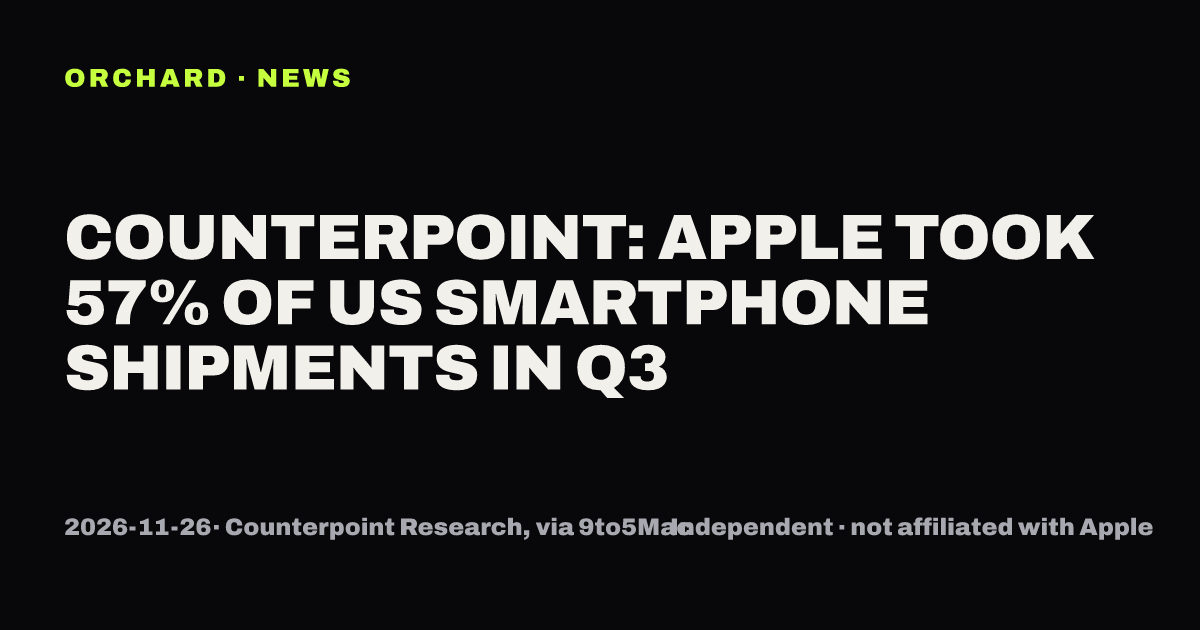 ORCHARD · NEWS
COUNTERPOINT: APPLE TOOK
57% OF US SMARTPHONE
SHIPMENTS IN Q3
2026-11-26 · Counterpoint Research, via 9to5Mac
Independent · not affiliated with Apple